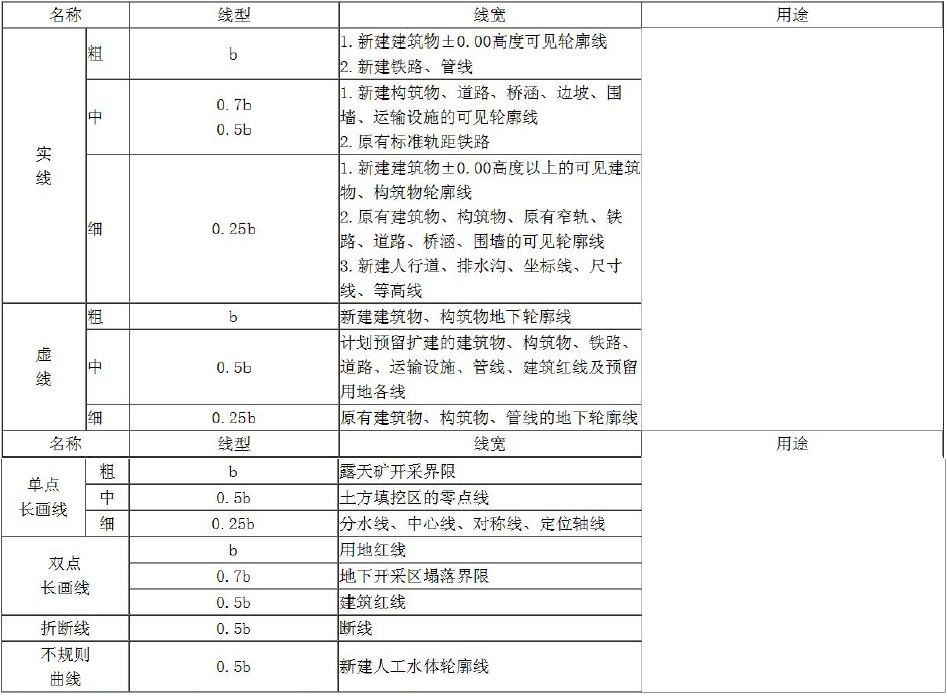 名称 线型 线宽 用途
实
线
粗 b
1.新建建筑物±0.00高度可见轮廓线
2.新建铁路、管线
中
0.7b
0.5b
1.新建构筑物、道路、桥涵、边坡、围
墙、运输设施的可见轮廓线
2.原有标准轨距铁路
细 0.25b
1.新建建筑物±0.00高度以上的可见建筑
物、构筑物轮廓线
2.原有建筑物、构筑物、原有窄轨、铁
路、道路、桥涵、围墙的可见轮廓线
3.新建人行道、排水沟、坐标线、尺寸
线、等高线
虚
线
粗 b 新建建筑物、构筑物地下轮廓线
中 0.5b
计划预留扩建的建筑物、构筑物、铁路、
道路、运输设施、管线、建筑红线及预留
用地各线
细 0.25b 原有建筑物、构筑物、管线的地下轮廓线
名称 线型 线宽 用途
单点
长画线
粗 b 露天矿开采界限
中 0.5b 土方填挖区的零点线
细 0.25b 分水线、中心线、对称线、定位轴线
双点
长画线
b 用地红线
0.7b 地下开采区塌落界限
0.5b 建筑红线
折断线 0.5b 断线
不规则
曲线
0.5b 新建人工水体轮廓线